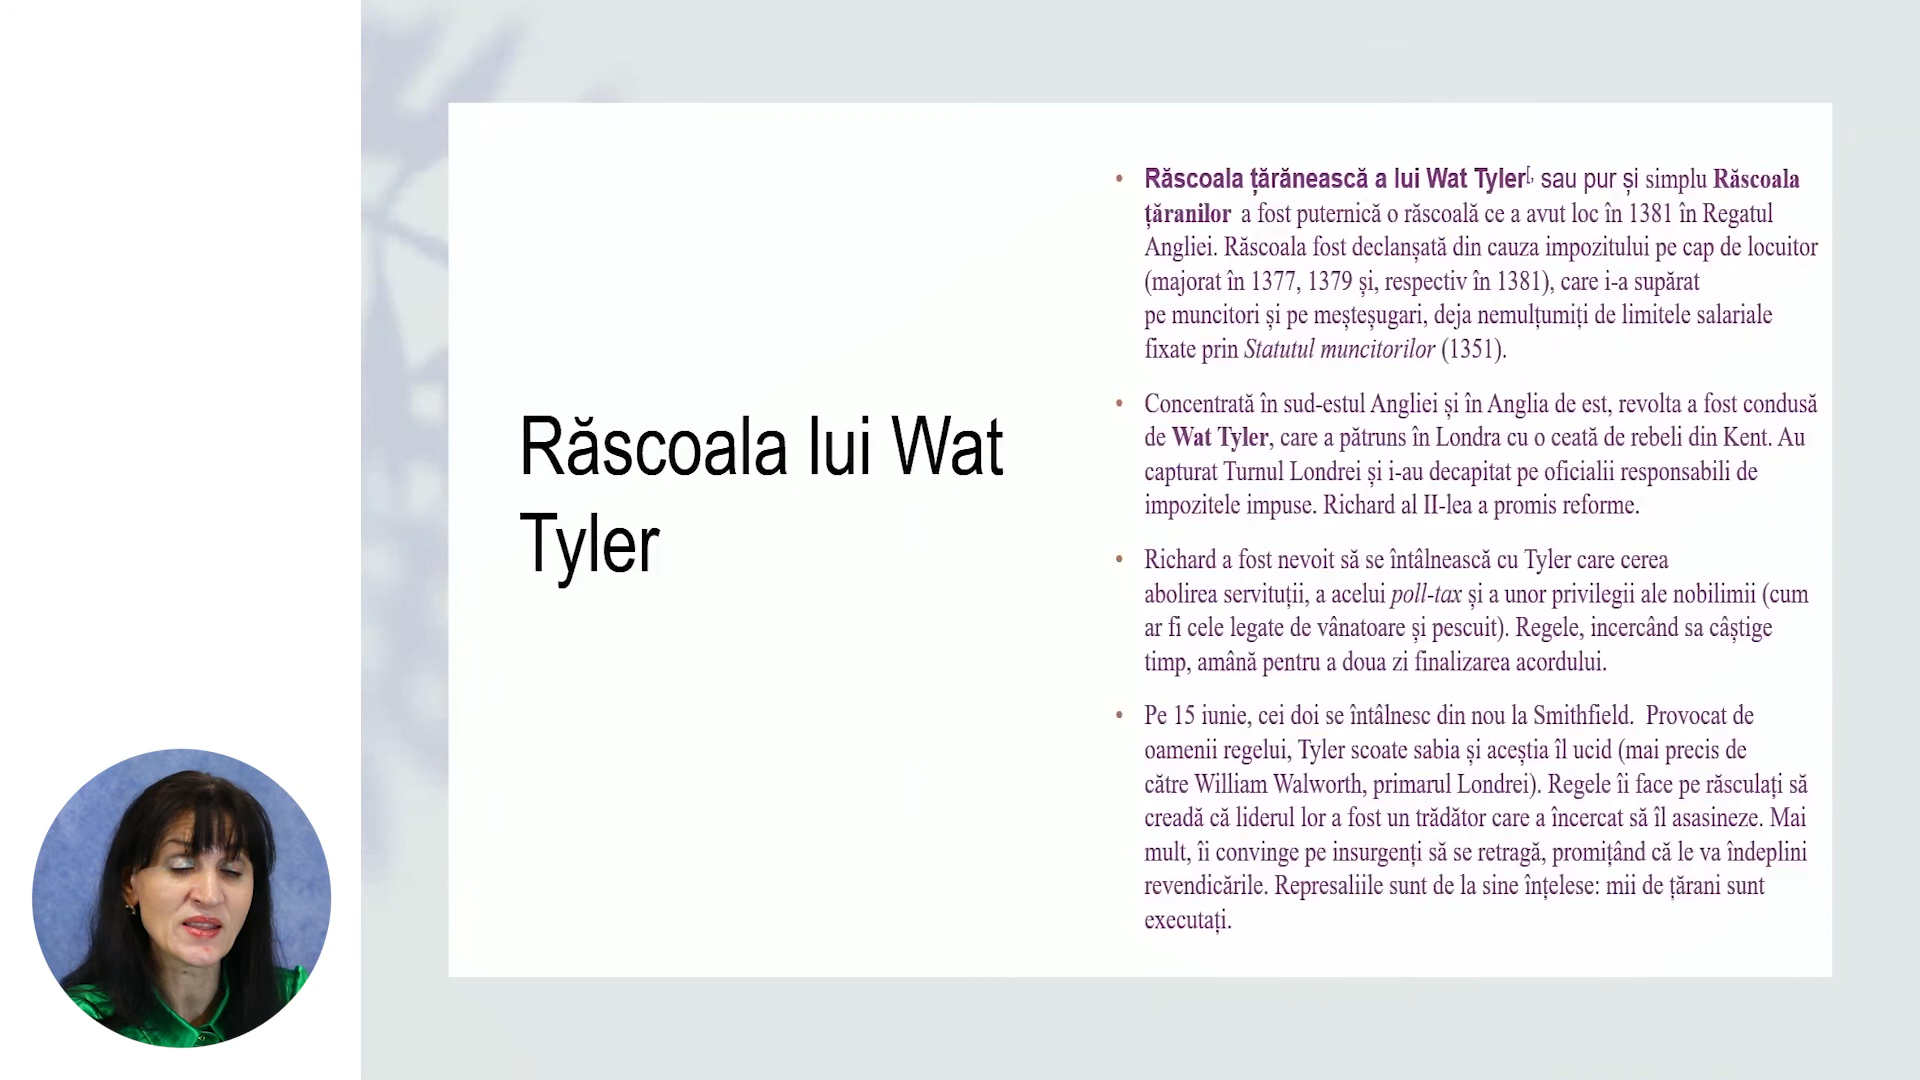 Răscoala lui Wat
Tyler
• Răscoala țărănească a lui Wat Tyler[, sau pur și simplu Răscoala
țăranilor a fost puternică o răscoală ce a avut loc în 1381 în Regatul
Angliei. Răscoala fost declanșată din cauza impozitului pe cap de locuitor
(majorat în 1377, 1379 și, respectiv în 1381), care i-a supărat
pe muncitori și pe meșteșugari, deja nemulțumiți de limitele salariale
fixate prin Statutul muncitorilor (1351).
• Concentrată în sud-estul Angliei și în Anglia de est, revolta a fost condusă
de Wat Tyler, care a pătruns în Londra cu o ceată de rebeli din Kent. Au
capturat Turnul Londrei și i-au decapitat pe oficialii responsabili de
impozitele impuse. Richard al II-lea a promis reforme.
• Richard a fost nevoit să se întâlnească cu Tyler care cerea
abolirea servituții, a acelui poll-tax și a unor privilegii ale nobilimii (cum
ar fi cele legate de vânatoare și pescuit). Regele, incercând sa câștige
timp, amână pentru a doua zi finalizarea acordului.
• Pe 15 iunie, cei doi se întâlnesc din nou la Smithfield. Provocat de
oamenii regelui, Tyler scoate sabia și aceștia îl ucid (mai precis de
către William Walworth, primarul Londrei). Regele îi face pe răsculați să
creadă că liderul lor a fost un trădător care a încercat să îl asasineze. Mai
mult, îi convinge pe insurgenți să se retragă, promițând că le va îndeplini
revendicările. Represaliile sunt de la sine înțelese: mii de țărani sunt
executați.